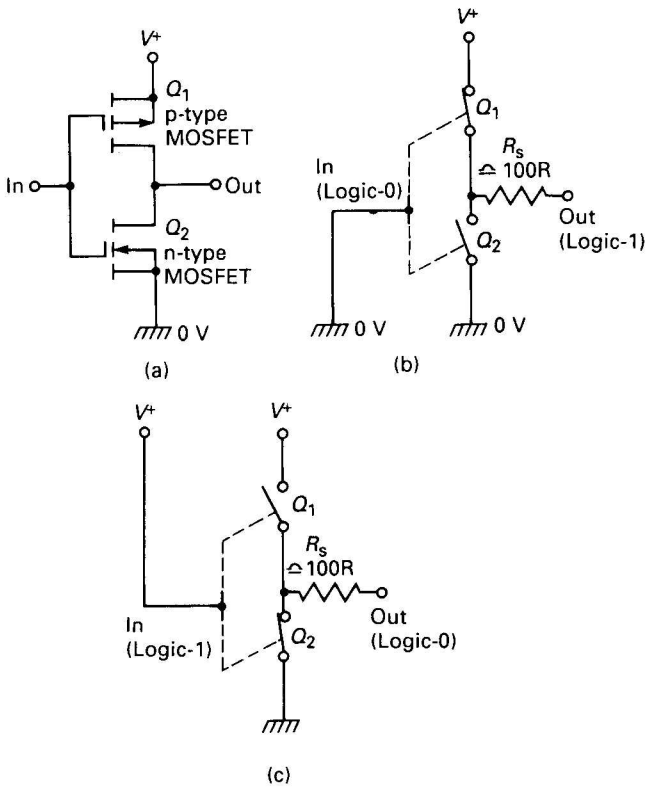 V+
Q1
p-type
MOSFET
In
Out
Q2
n-type
MOSFET
0 V
(a)
V+
Q1
In
(Logic-0)
Rs
≏ 100R
Out
(Logic-1)
Q2
0 V
0 V
(b)
V+
V+
Q1
Rs
≏ 100R
In
(Logic-1)
Out
(Logic-0)
Q2
(c)